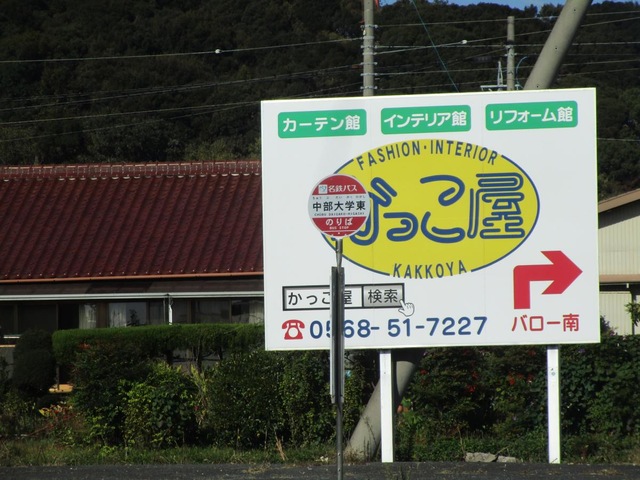 カーテン館
インテリア館
リフォーム館
FASHION・INTERIOR
かっこ屋
KAKKOYA
名鉄バス
中部大学東
のりば
BUS STOP
かっこ屋 検索
0568-51-7227
バロー南